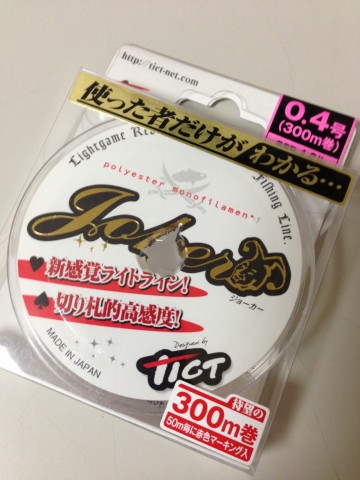 http://tict-net.com
使った者だけがわかる…
0.4号
(300m巻)
Lightgame
Fishing Line.
polyester monofilament
Joker
ジョーカー
新感覚ライトライン!
切り札的高感度!
MADE IN JAPAN
Designed by
TICT
待望の
300m巻
50m毎に赤色マーキング入